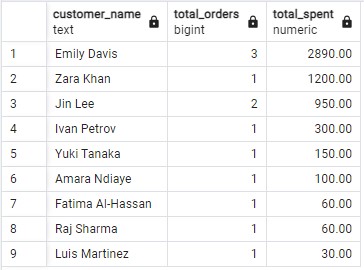 customer_name total_orders total_spent
text bigint numeric
1 Emily Davis 3 2890.00
2 Zara Khan 1 1200.00
3 Jin Lee 2 950.00
4 Ivan Petrov 1 300.00
5 Yuki Tanaka 1 150.00
6 Amara Ndiaye 1 100.00
7 Fatima Al-Hassan 1 60.00
8 Raj Sharma 1 60.00
9 Luis Martinez 1 30.00